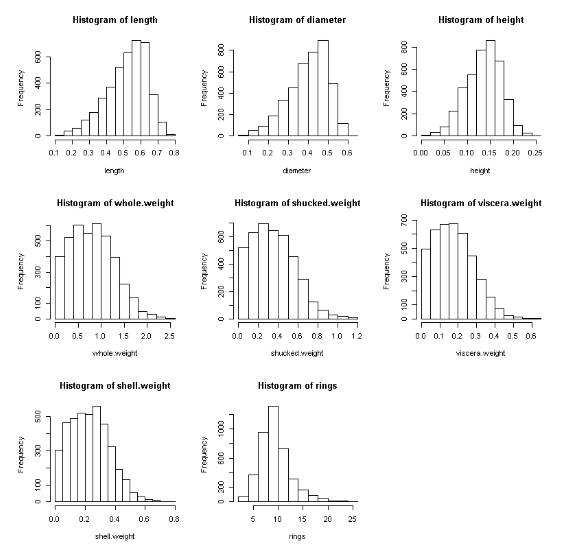 Histogram of length
Histogram of diameter
Histogram of height
Frequency
0 200 400 600
0.1 0.2 0.3 0.4 0.5 0.6 0.7 0.8
length
Frequency
0 200 400 600 800
0.1 0.2 0.3 0.4 0.5 0.6
diameter
Frequency
0 200 400 600 800
0.00 0.05 0.10 0.15 0.20 0.25
height
Histogram of whole.weight
Histogram of shucked.weight
Histogram of viscera.weight
Frequency
0 100 300 500
0.0 0.5 1.0 1.5 2.0 2.5
whole.weight
Frequency
0 100 300 500 700
0.0 0.2 0.4 0.6 0.8 1.0 1.2
shucked.weight
Frequency
0 100 300 500 700
0.0 0.1 0.2 0.3 0.4 0.5 0.6
viscera.weight
Histogram of shell.weight
Histogram of rings
Frequency
0 100 300 500
0.0 0.2 0.4 0.6 0.8
shell.weight
Frequency
0 200 600 1000
5 10 15 20 25
rings